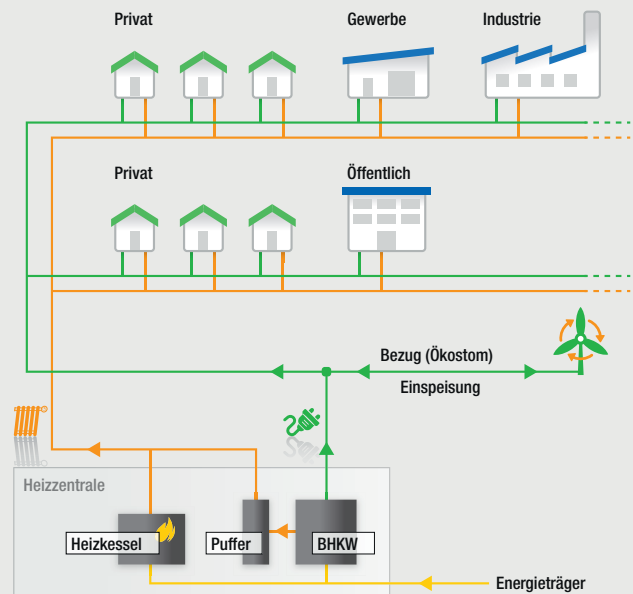 Privat
Gewerbe
Industrie
Privat
Öffentlich
Bezug (Ökostom)
Einspeisung
Heizzentrale
Heizkessel
Puffer
BHKW
Energieträger